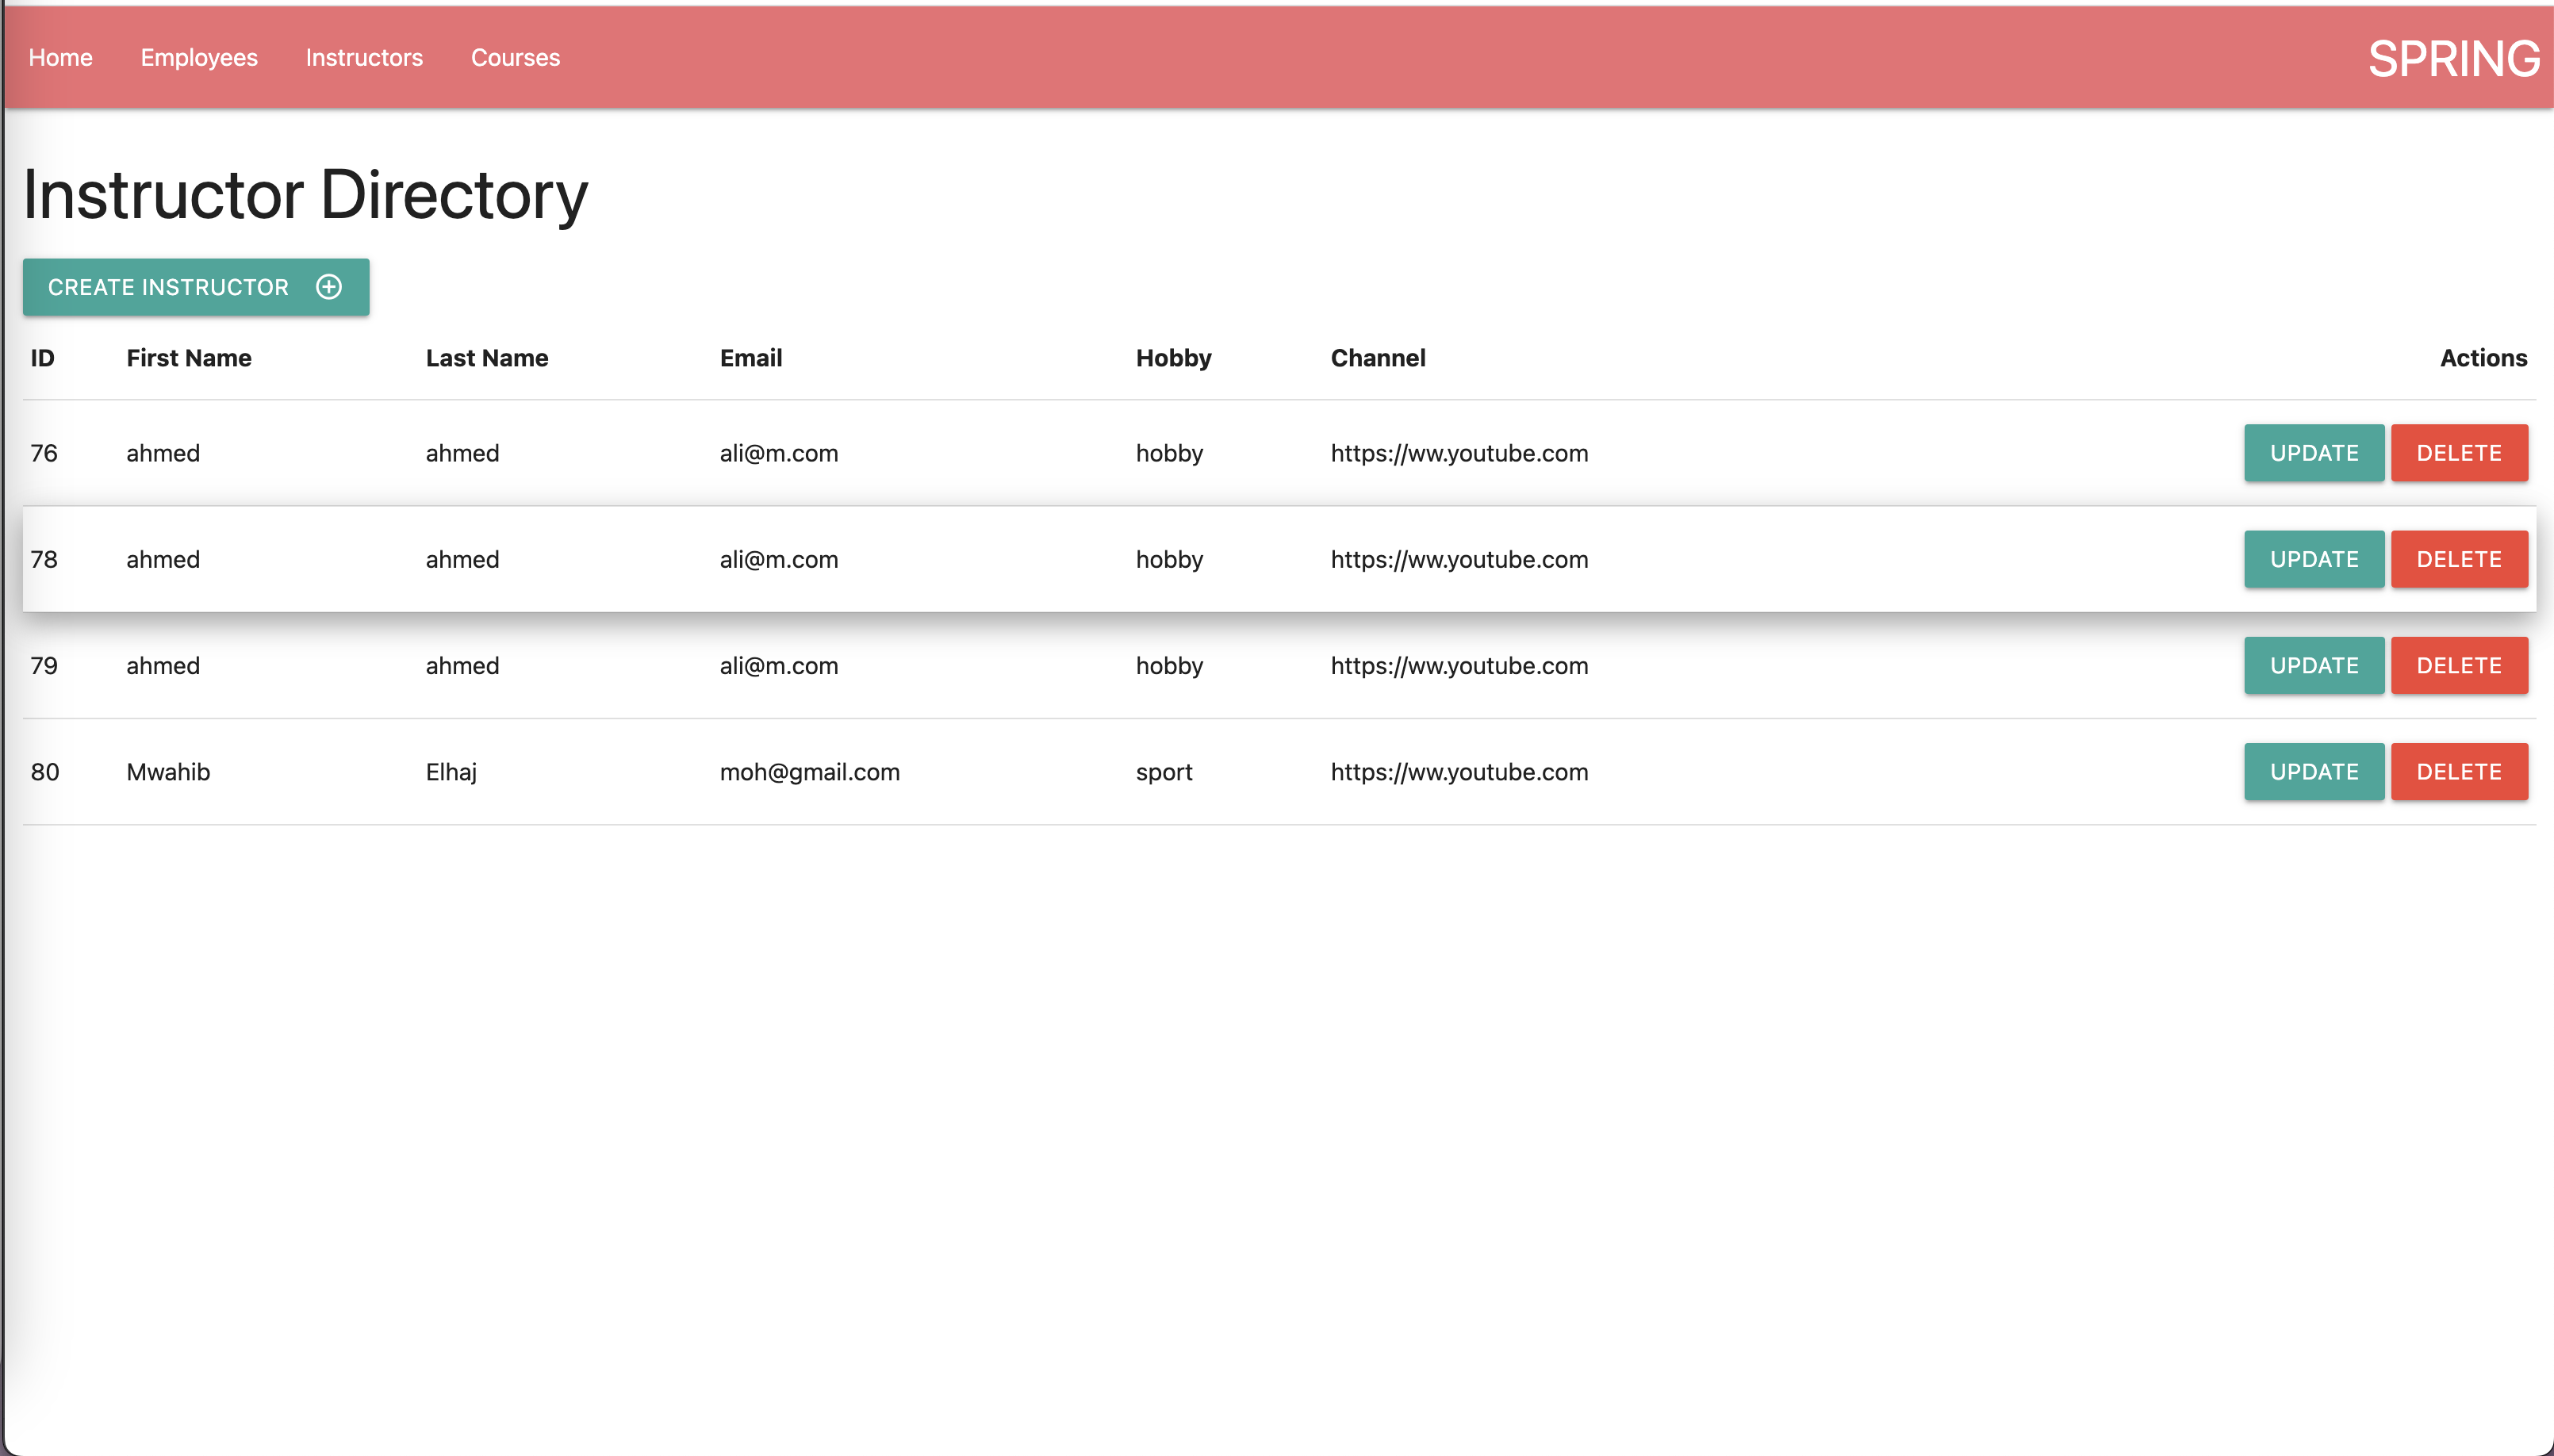 Home Employees Instructors Courses SPRING
Instructor Directory
CREATE INSTRUCTOR
ID First Name Last Name Email Hobby Channel Actions
76 ahmed ahmed ali@m.com hobby https://ww.youtube.com UPDATE DELETE
78 ahmed ahmed ali@m.com hobby https://ww.youtube.com UPDATE DELETE
79 ahmed ahmed ali@m.com hobby https://ww.youtube.com UPDATE DELETE
80 Mwahib Elhaj moh@gmail.com sport https://ww.youtube.com UPDATE DELETE